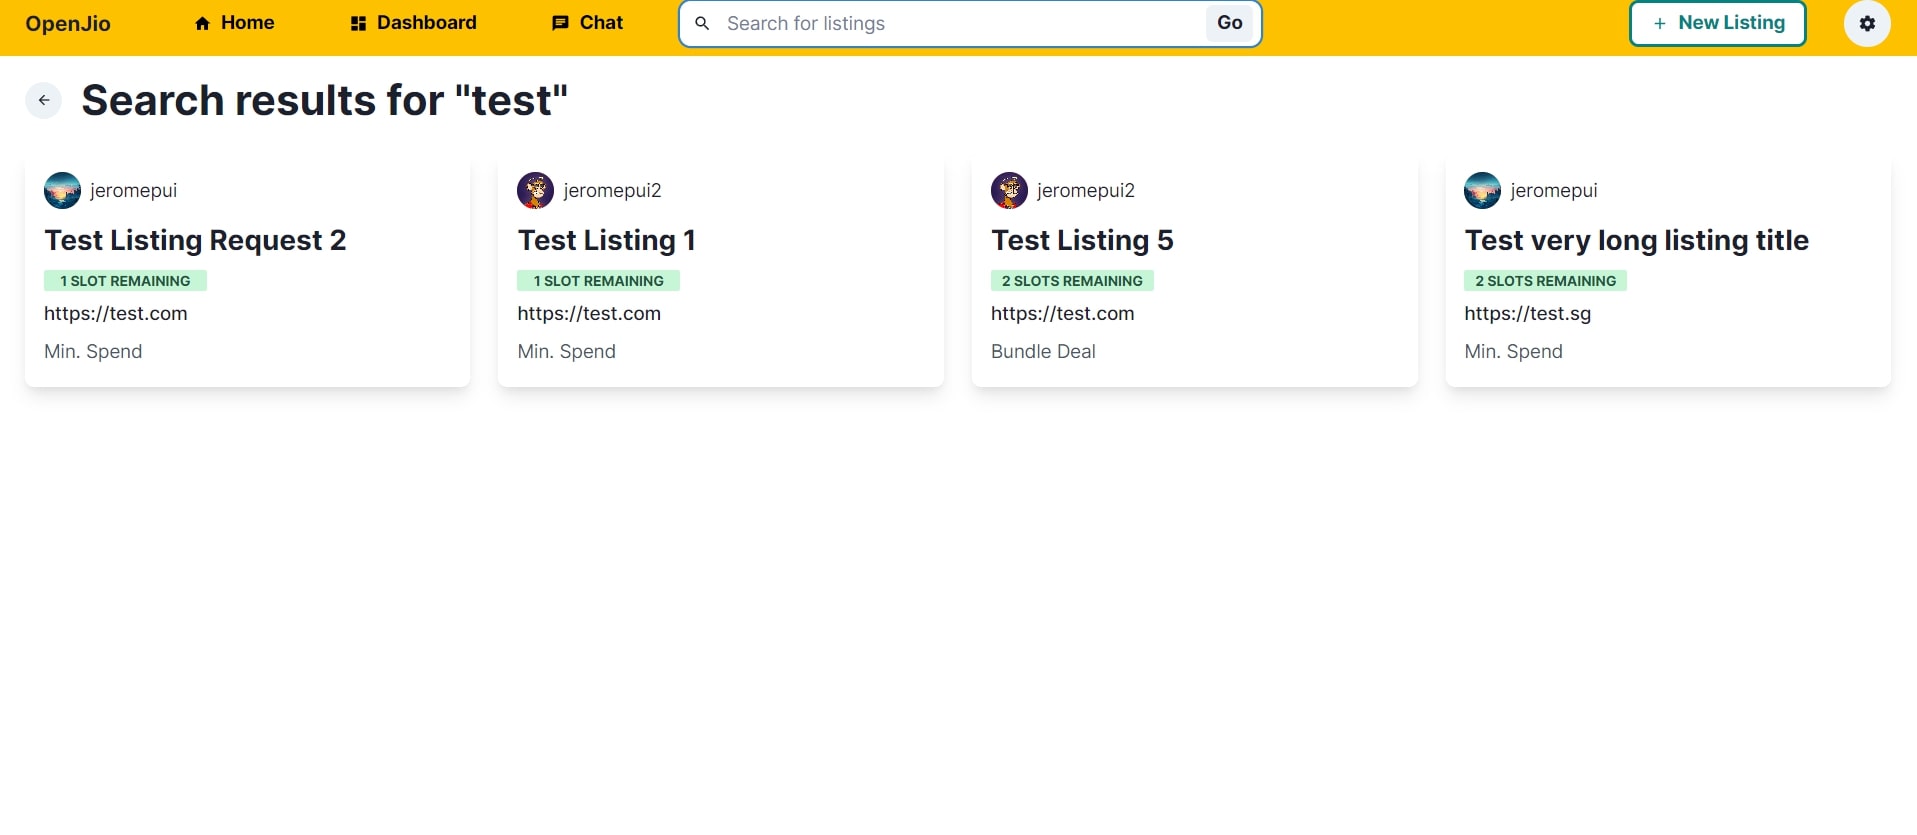 OpenJio Home Dashboard Chat Search for listings Go + New Listing
Search results for "test"
jeromepui
Test Listing Request 2
1 SLOT REMAINING
https://test.com
Min. Spend
jeromepui2
Test Listing 1
1 SLOT REMAINING
https://test.com
Min. Spend
jeromepui2
Test Listing 5
2 SLOTS REMAINING
https://test.com
Bundle Deal
jeromepui
Test very long listing title
2 SLOTS REMAINING
https://test.sg
Min. Spend